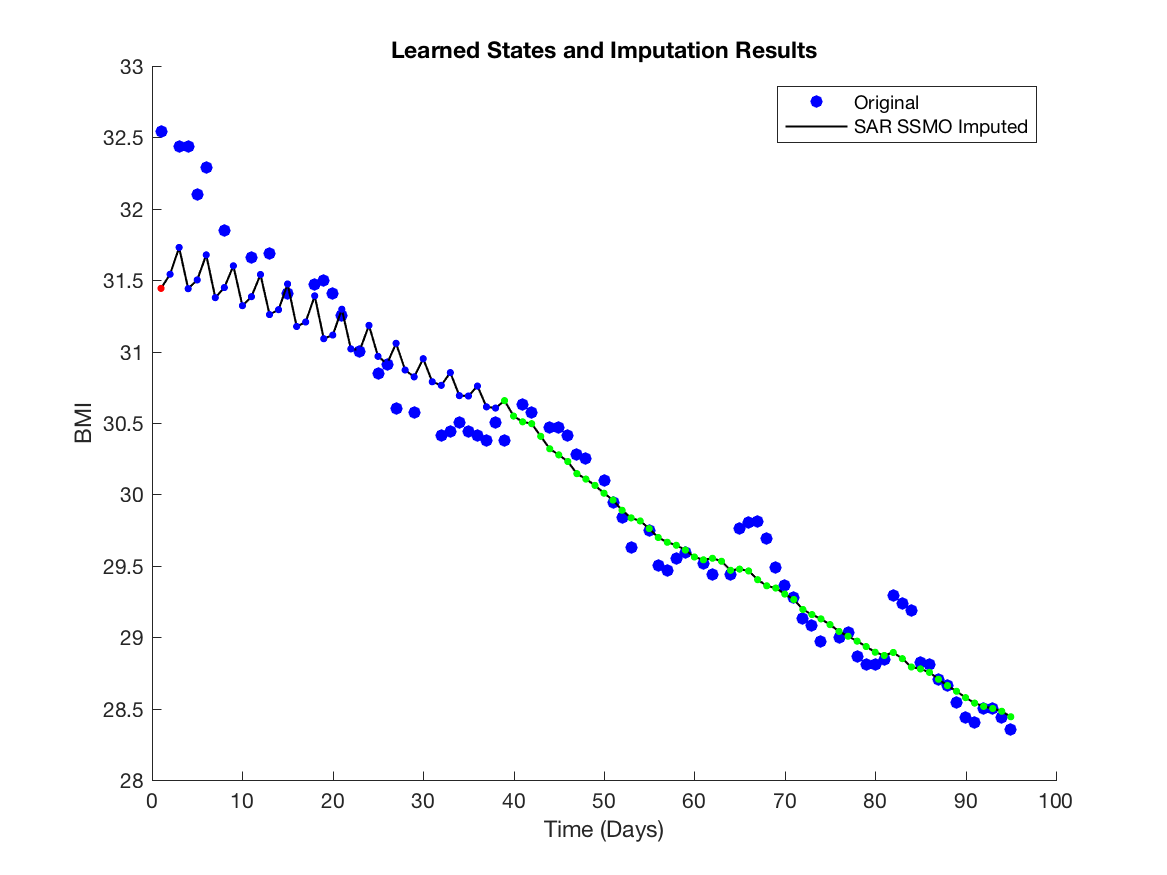 Learned States and Imputation Results
Original
SAR SSMO Imputed
33
32.5
32
31.5
31
30.5
30
29.5
29
28.5
28
BMI
0 10 20 30 40 50 60 70 80 90 100
Time (Days)